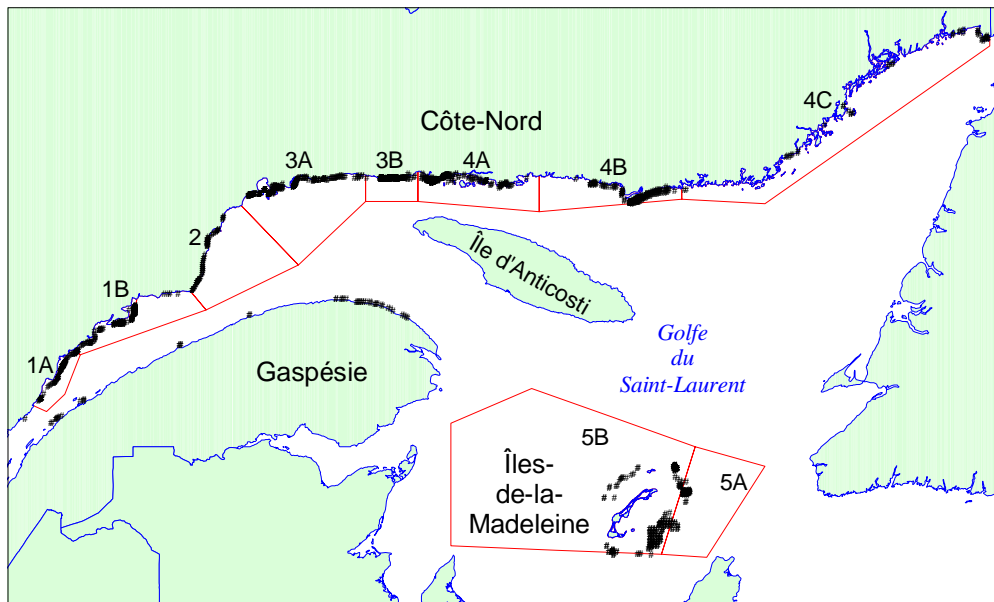 4C
Côte-Nord
3A
3B
4A
4B
2
Île d'Anticosti
1B
Golfe
du
Saint-Laurent
1A
Gaspésie
5B
Îles-
de-la-
Madeleine
5A